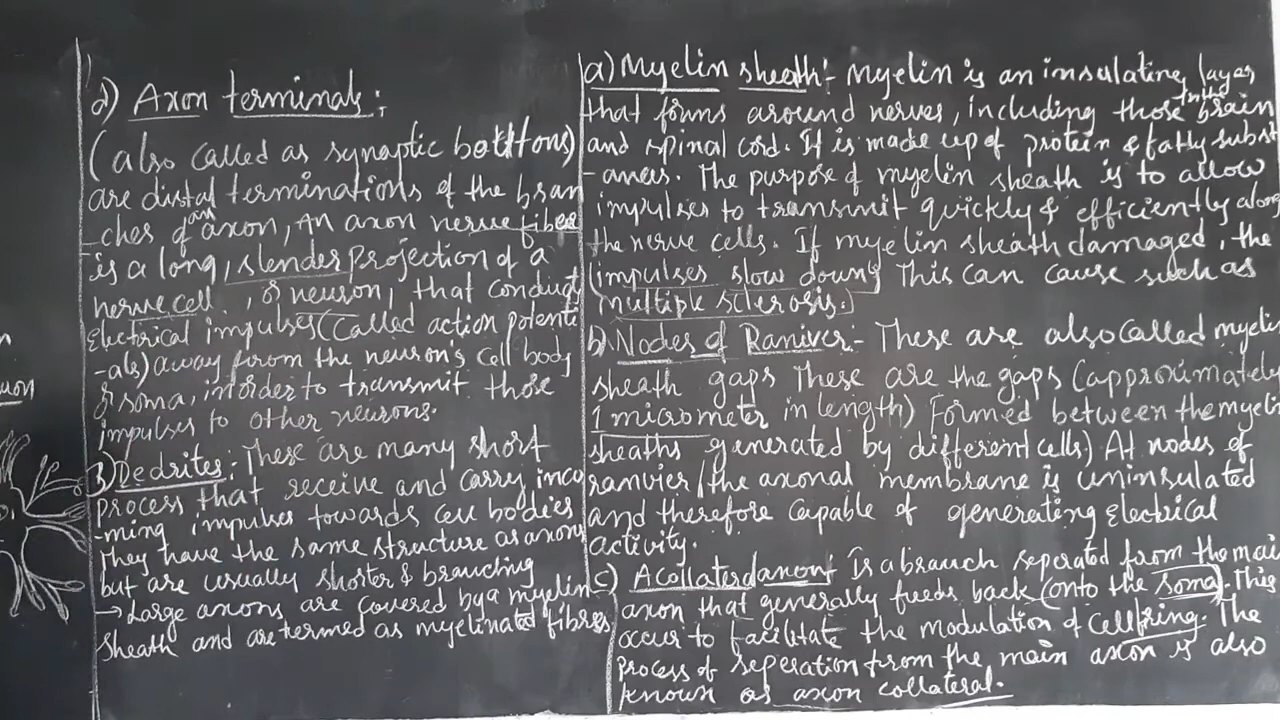 n
uon
d) Axon terminals:
(also called as synaptic bottons)
are distal terminations of the bran
-ches of an axon, An axon nerve fiber
is a long, slender projection of a
nerve cell, or neuron, that conduct
Electrical impulses (Called action potenti
-als) away from the neuron's cell body
or soma, inorder to transmit those
impulses to other neurons.
3) Dedrites: These are many short
process that receive and carry inco
-ming impulses towards cell bodies
They have the same structure as axons
but are usually shorter & branching
→ Large axons are covered by a myelin
sheath and are termed as myelinated fibres
a) Myelin sheath:- Myelin is an insulating layer
that forms around nerves, including those in the brain
and spinal cord. It is made up of protein & fatty subst
-ances. The purpose of myelin sheath is to allow
impulses to transmit quickly & efficiently along
the nerve cells. If myelin sheath damaged, the
(impulses slow down) This can cause such as
multiple sclerosis.)
b) Nodes of Raniver:- These are also called myelin
sheath gaps These are the gaps (approximately
1 micrometer in length) Formed between the myelin
sheaths generated by different cells.) At nodes of
ranvier/the axonal membrane is uninsulated
and therefore capable of generating Electrical
activity.
c) A collateral axon is a branch seperated from the main
axon that generally feeds back (onto the soma). This
occur to facilitate the modulation of cell firing. The
process of seperation from the main axon is also
known as axon collateral.